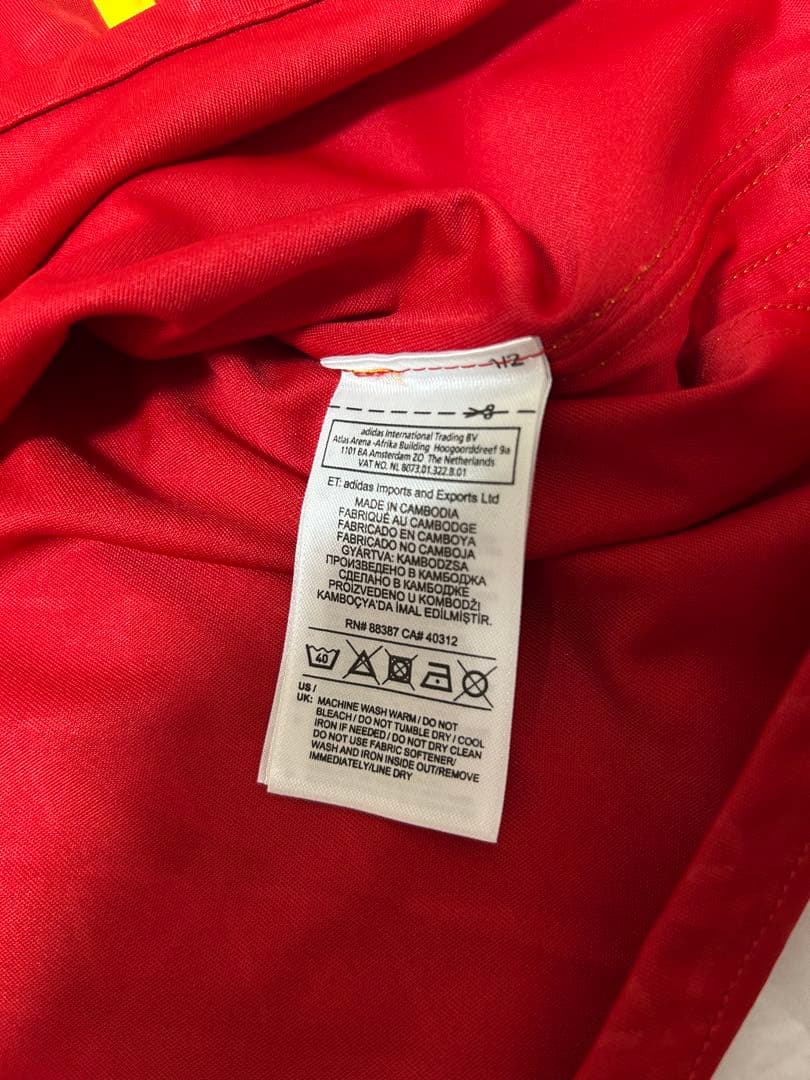 1/2
adidas International Trading BV
Atlas Arena -Afrika Building Hoogoorddreef 9a
1101 BA Amsterdam ZO The Netherlands
VAT NO. NL 8073.01.322.B.01
ET: adidas Imports and Exports Ltd
MADE IN CAMBODIA
FABRIQUÉ AU CAMBODGE
FABRICADO EN CAMBOYA
FABRICADO NO CAMBOJA
GYÁRTVA: KAMBODZSA
ПРОИЗВЕДЕНО В КАМБОДЖА
СДЕЛАНО В КАМБОДЖЕ
PROIZVEDENO U KOMBODŽI
KAMBOÇYA'DA İMAL EDİLMİŞTİR.
RN# 88387 CA# 40312
40
US /
UK: MACHINE WASH WARM / DO NOT
BLEACH / DO NOT TUMBLE DRY / COOL
IRON IF NEEDED / DO NOT DRY CLEAN
DO NOT USE FABRIC SOFTENER/
WASH AND IRON INSIDE OUT/REMOVE
IMMEDIATELY/LINE DRY